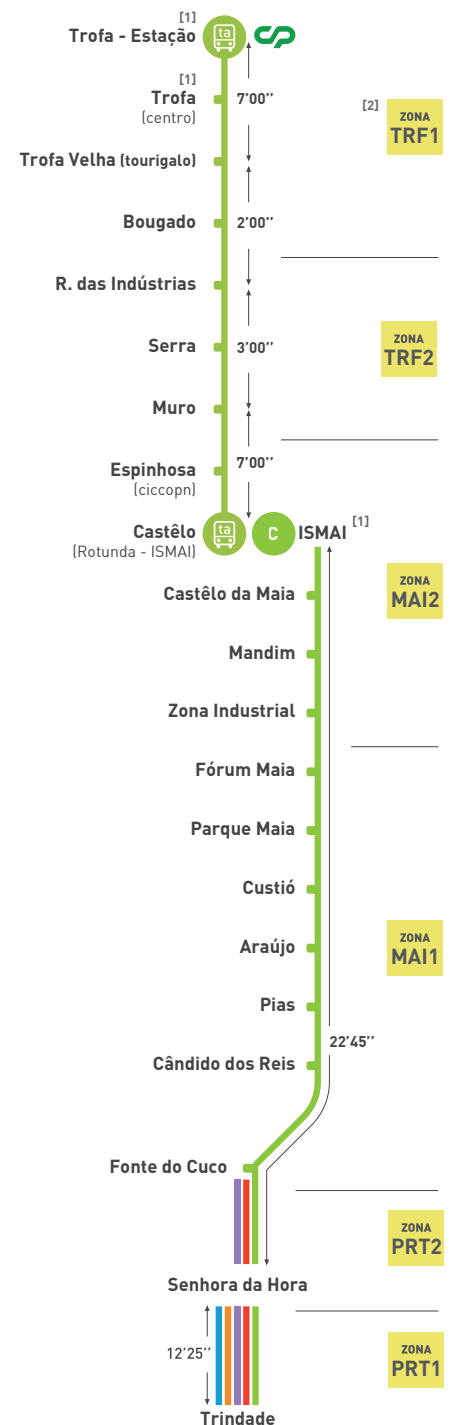 [1]
Trofa - Estação
ta
[1]
Trofa
(centro)
7’00’’
[2]
ZONA
TRF1
Trofa Velha (tourigalo)
Bougado
2’00’’
R. das Indústrias
Serra
3’00’’
ZONA
TRF2
Muro
Espinhosa
(ciccopn)
7’00’’
Castêlo
(Rotunda - ISMAI)
ta
C
ISMAI [1]
Castêlo da Maia
ZONA
MAI2
Mandim
Zona Industrial
Fórum Maia
Parque Maia
Custió
Araújo
ZONA
MAI1
Pias
22’45’’
Cândido dos Reis
Fonte do Cuco
ZONA
PRT2
Senhora da Hora
12’25’’
ZONA
PRT1
Trindade